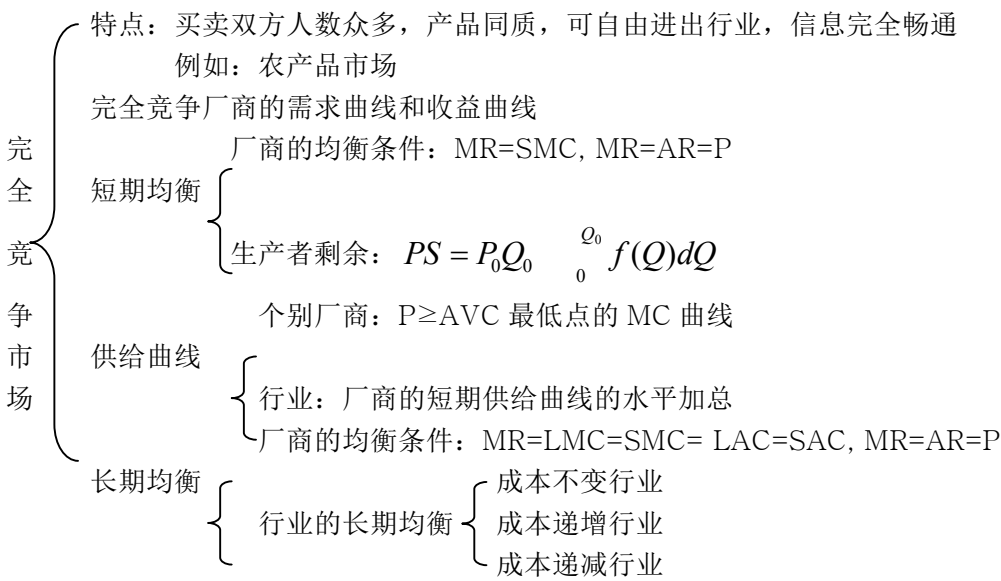 特点：买卖双方人数众多，产品同质，可自由进出行业，信息完全畅通
例如：农产品市场
完全竞争厂商的需求曲线和收益曲线
完全竞争市场
厂商的均衡条件：MR=SMC, MR=AR=P
短期均衡
生产者剩余：PS = P₀Q₀ ₀ Q₀ f(Q)dQ
个别厂商：P≥AVC 最低点的 MC 曲线
供给曲线
行业：厂商的短期供给曲线的水平加总
厂商的均衡条件：MR=LMC=SMC= LAC=SAC, MR=AR=P
长期均衡
成本不变行业
行业的长期均衡
成本递增行业
成本递减行业